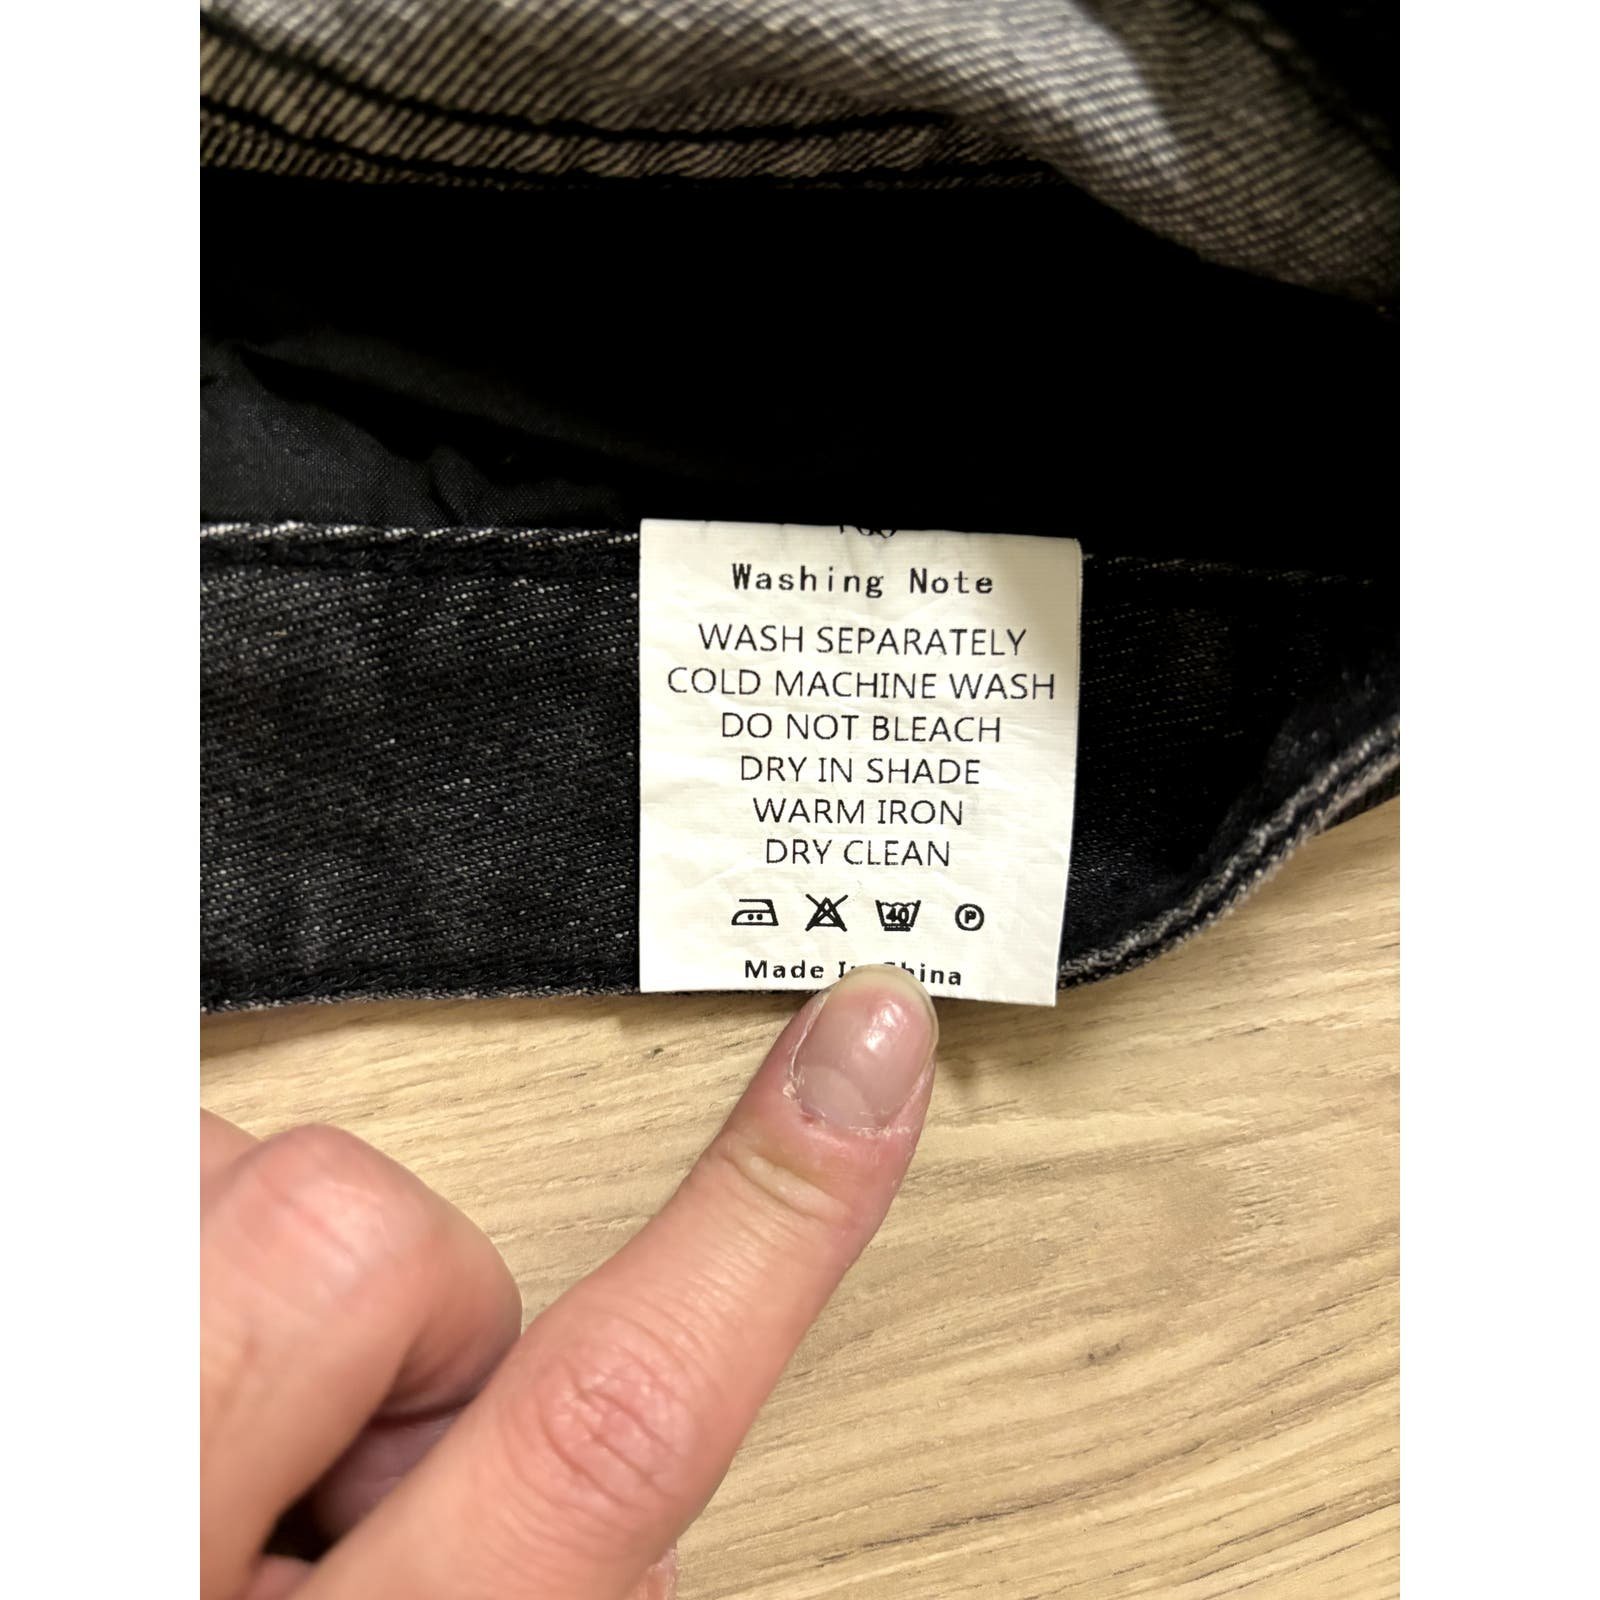 Washing Note
WASH SEPARATELY
COLD MACHINE WASH
DO NOT BLEACH
DRY IN SHADE
WARM IRON
DRY CLEAN
40 P
Made In China